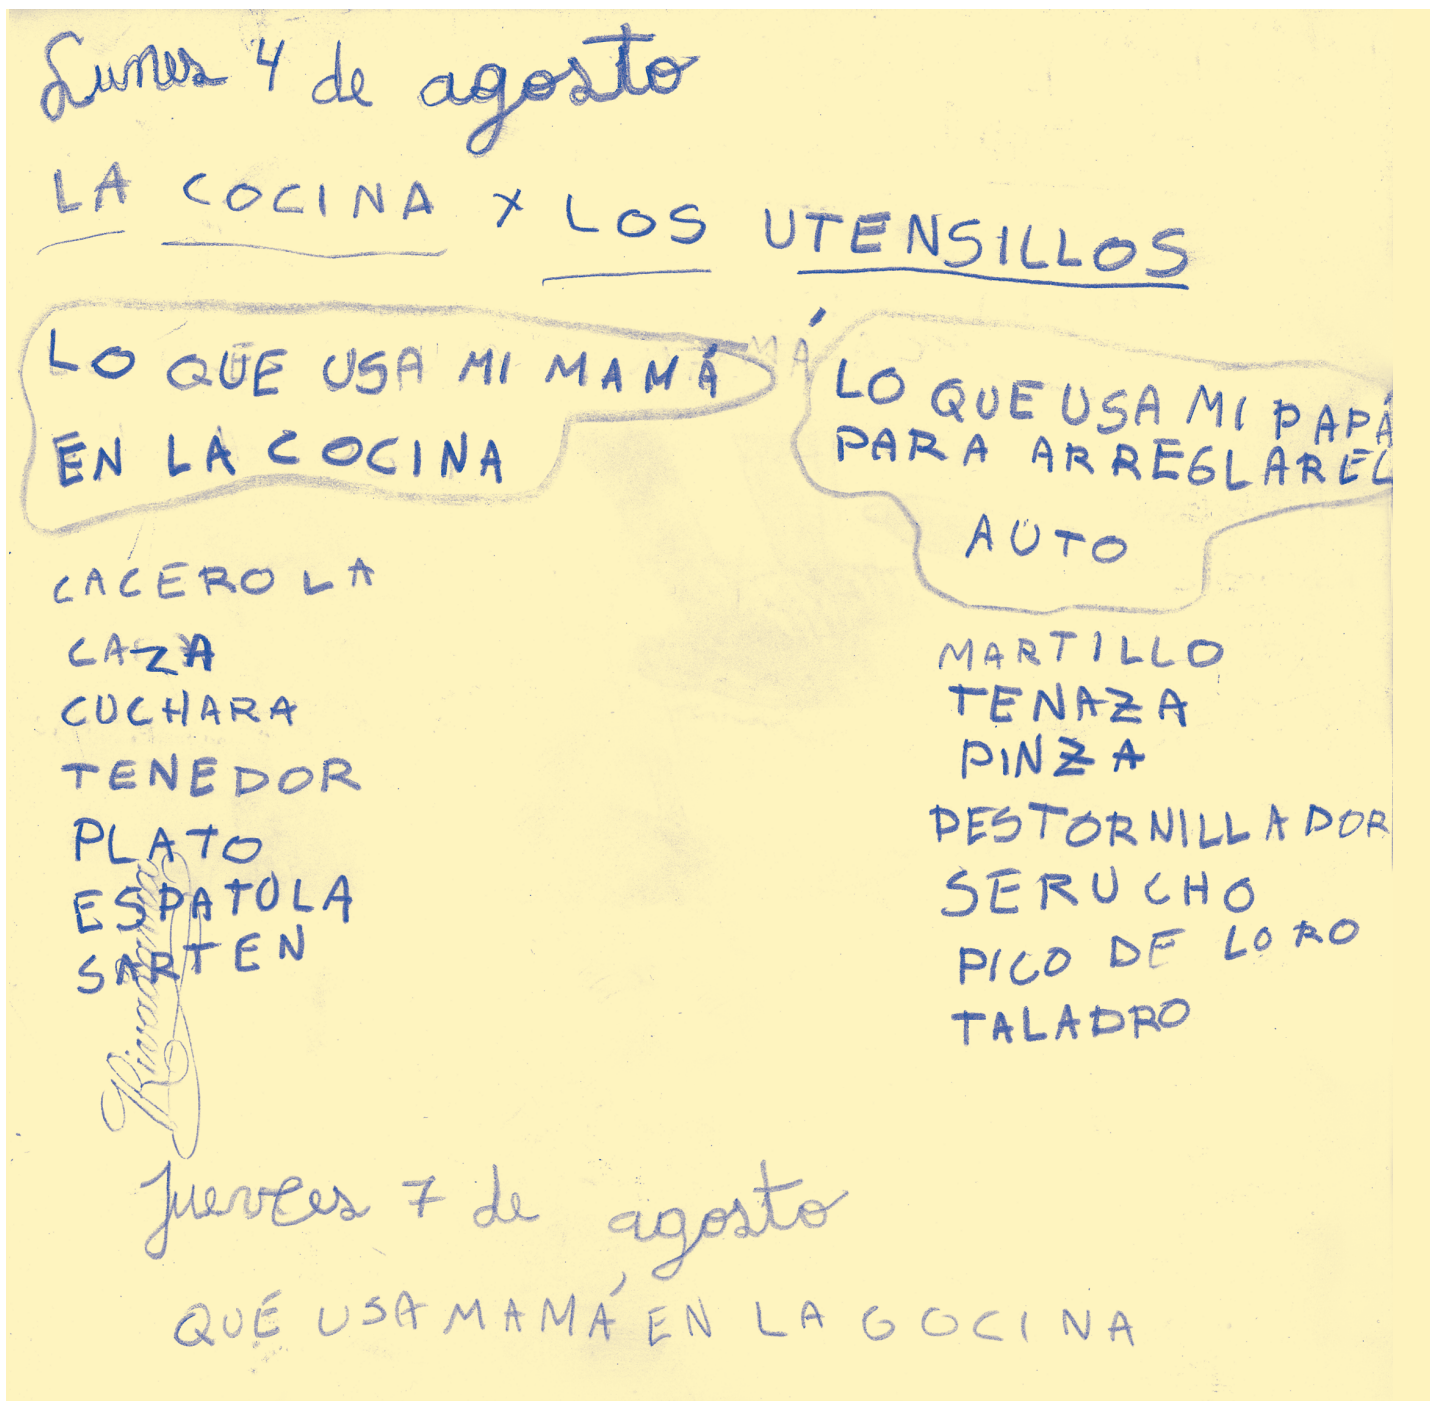 Lunes 4 de agosto
LA COCINA X LOS UTENSILLOS
LO QUE USA MI MAMÁ
EN LA COCINA
CACEROLA
CAZA
CUCHARA
TENEDOR
PLATO
ESPATULA
SARTEN
Rivadavia
LO QUE USA MI PAPÁ
PARA ARREGLAR EL
AUTO
MARTILLO
TENAZA
PINZA
DESTORNILLADOR
SERUCHO
PICO DE LORO
TALADRO
Jueves 7 de agosto
QUÉ USA MAMÁ EN LA COCINA